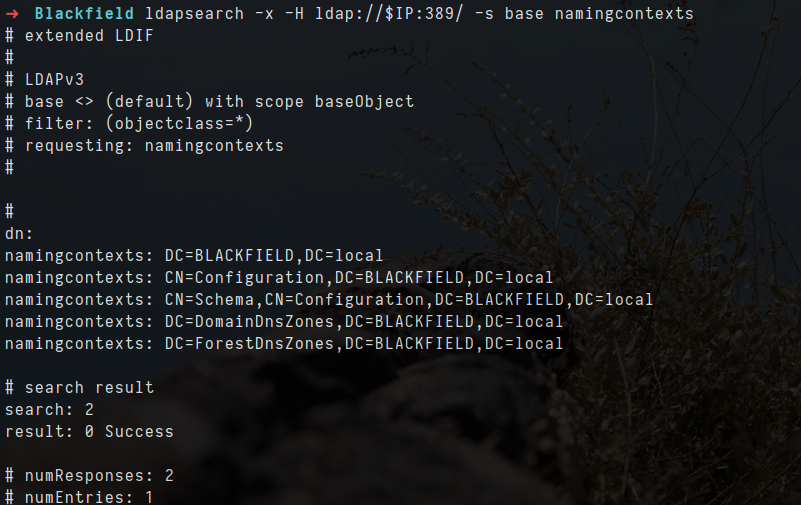 → Blackfield ldapsearch -x -H ldap://$IP:389/ -s base namingcontexts
# extended LDIF
#
# LDAPv3
# base <> (default) with scope baseObject
# filter: (objectclass=*)
# requesting: namingcontexts
#
#
dn:
namingcontexts: DC=BLACKFIELD,DC=local
namingcontexts: CN=Configuration,DC=BLACKFIELD,DC=local
namingcontexts: CN=Schema,CN=Configuration,DC=BLACKFIELD,DC=local
namingcontexts: DC=DomainDnsZones,DC=BLACKFIELD,DC=local
namingcontexts: DC=ForestDnsZones,DC=BLACKFIELD,DC=local
# search result
search: 2
result: 0 Success
# numResponses: 2
# numEntries: 1